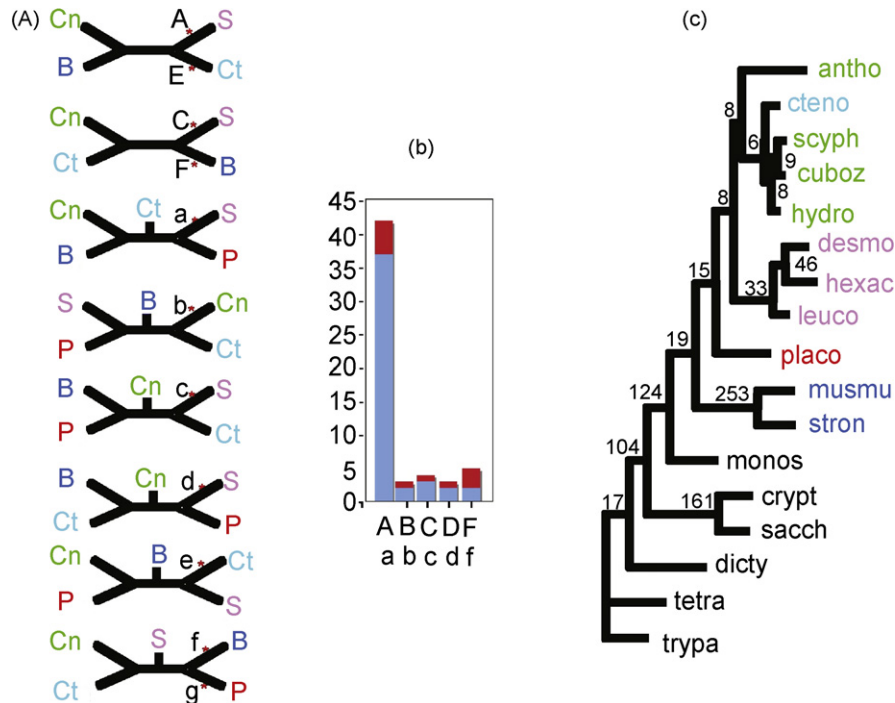 (A)
Cn A * S
B E * Ct
Cn C * S
Ct F * B
Ct
Cn a * S
B P
B
S b * Cn
P Ct
Cn
B c * S
P Ct
Cn
B d * S
Ct P
B
Cn e * Ct
P S
S
Cn f * B
Ct g * P
(b)
45
40
35
30
25
20
15
10
5
0
A B C D F
a b c d f
(c)
antho
8
cteno
6
scyph
9
cuboz
8
hydro
8
desmo
46
hexac
33
leuco
15
placo
19
musmu
253
stron
124
monos
104
crypt
161
sacch
17
dicty
tetra
trypa